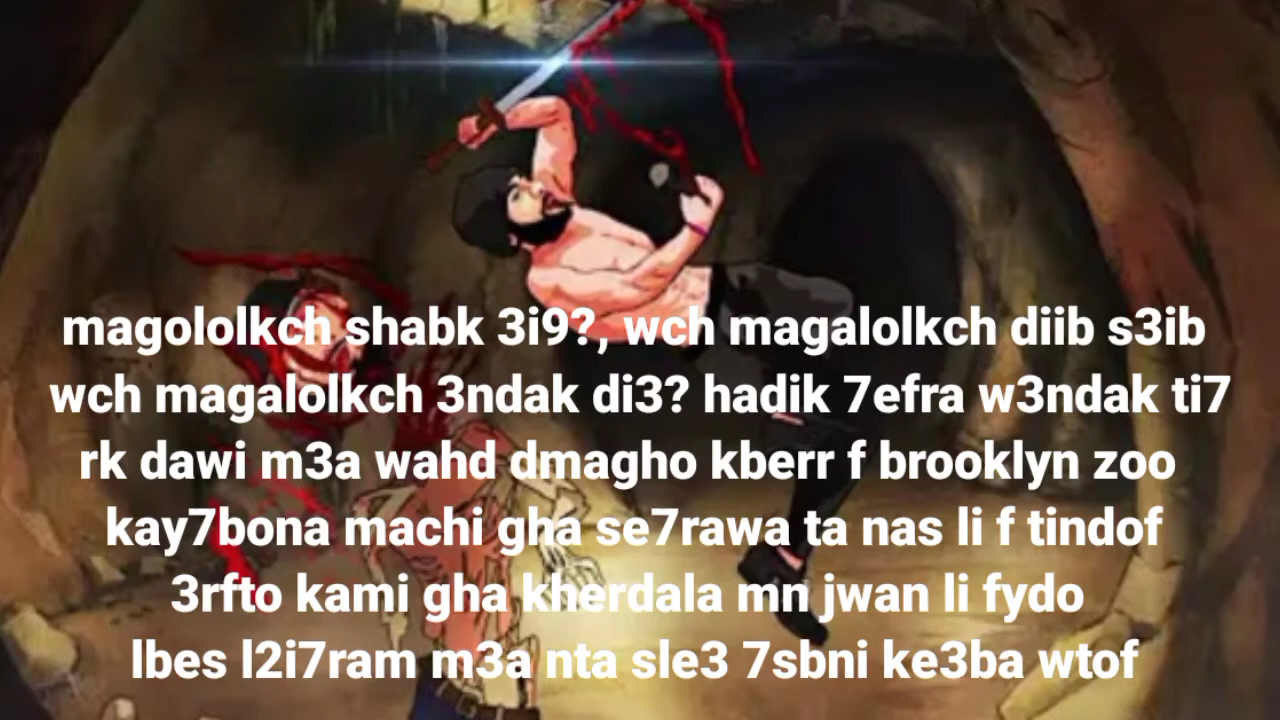 magololkch shabk 3i9?, wch magalolkch diib s3ib
wch magalolkch 3ndak di3? hadik 7efra w3ndak ti7
rk dawi m3a wahd dmagho kberr f brooklyn zoo
kay7bona machi gha se7rawa ta nas li f tindof
3rfto kami gha kherdala mn jwan li fydo
lbes l2i7ram m3a nta sle3 7sbni ke3ba wtof